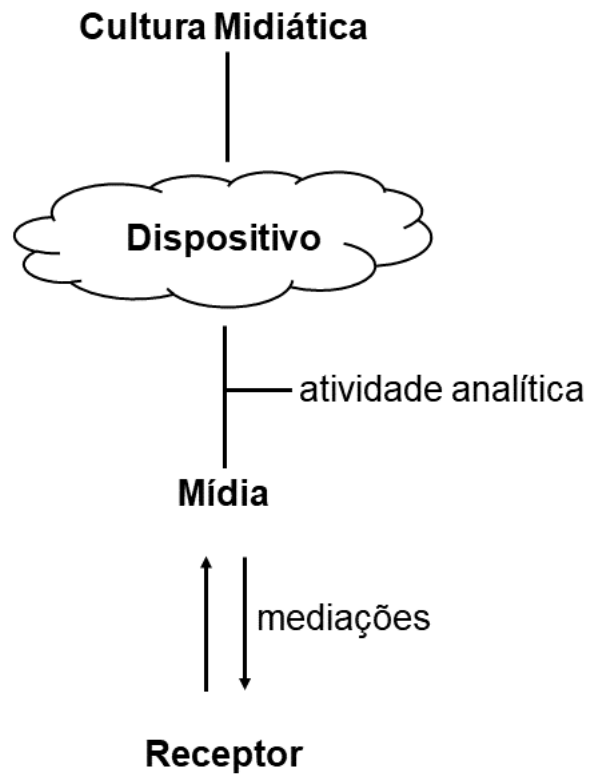 Cultura Midiática
Dispositivo
atividade analítica
Mídia
mediações
Receptor